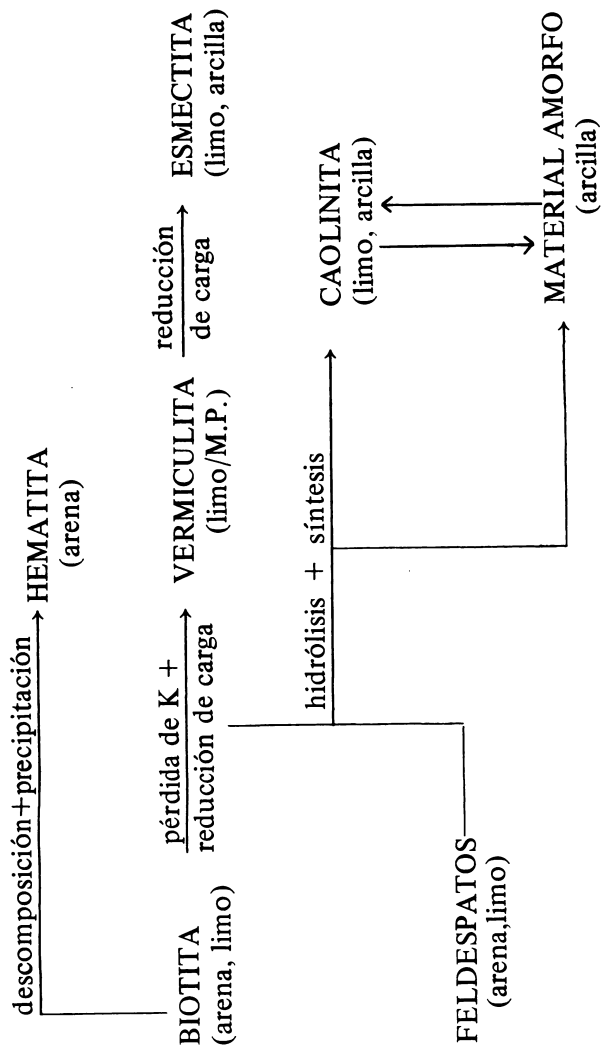 descomposición+precipitación
HEMATITA
(arena)
BIOTITA
(arena, limo)
pérdida de K +
reducción de carga
VERMICULITA
(limo/M.P.)
reducción
de carga
ESMECTITA
(limo, arcilla)
hidrólisis + síntesis
CAOLINITA
(limo, arcilla)
FELDESPATOS
(arena,limo)
MATERIAL AMORFO
(arcilla)